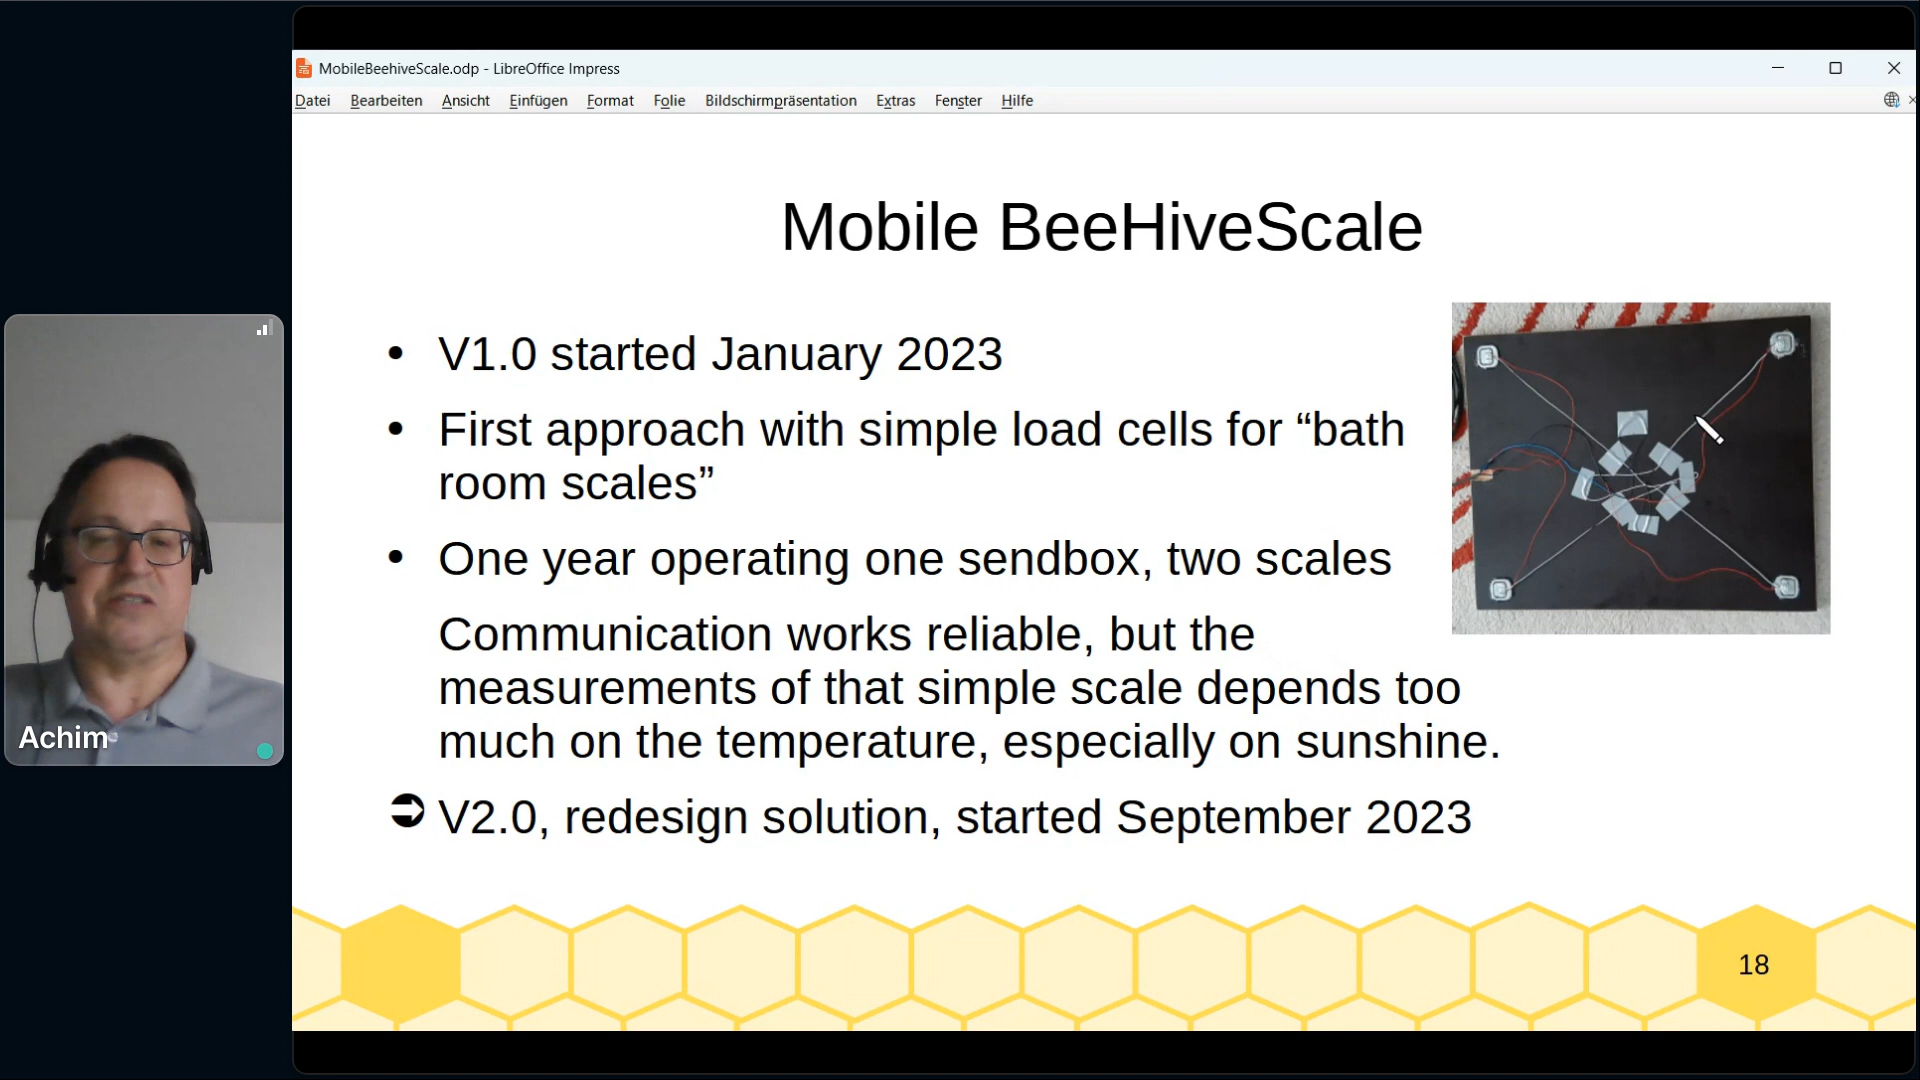 MobileBeehiveScale.odp - LibreOffice Impress
Datei Bearbeiten Ansicht Einfügen Format Folie Bildschirmpräsentation Extras Fenster Hilfe
Mobile BeeHiveScale
• V1.0 started January 2023
• First approach with simple load cells for “bath
room scales”
• One year operating one sendbox, two scales
Communication works reliable, but the
measurements of that simple scale depends too
much on the temperature, especially on sunshine.
➲ V2.0, redesign solution, started September 2023
18
Achim